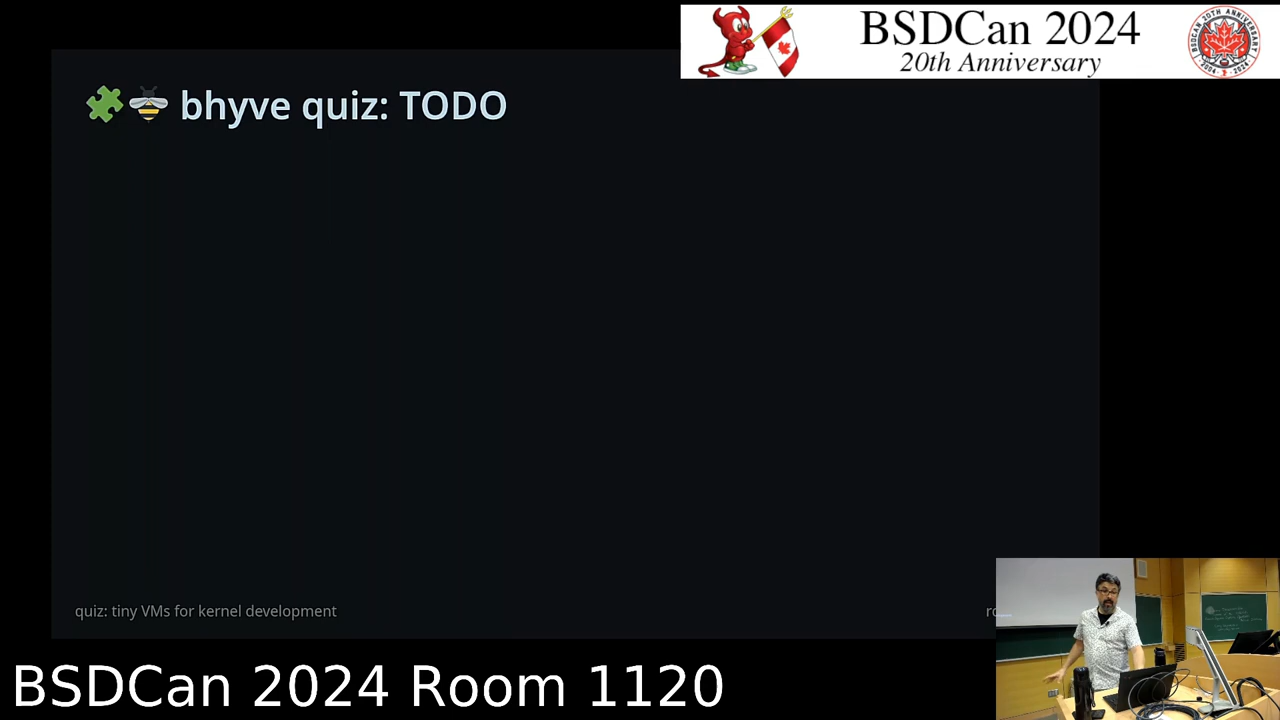 BSDCan 2024
20th Anniversary
bhyve quiz: TODO
quiz: tiny VMs for kernel development
BSDCan 2024 Room 1120